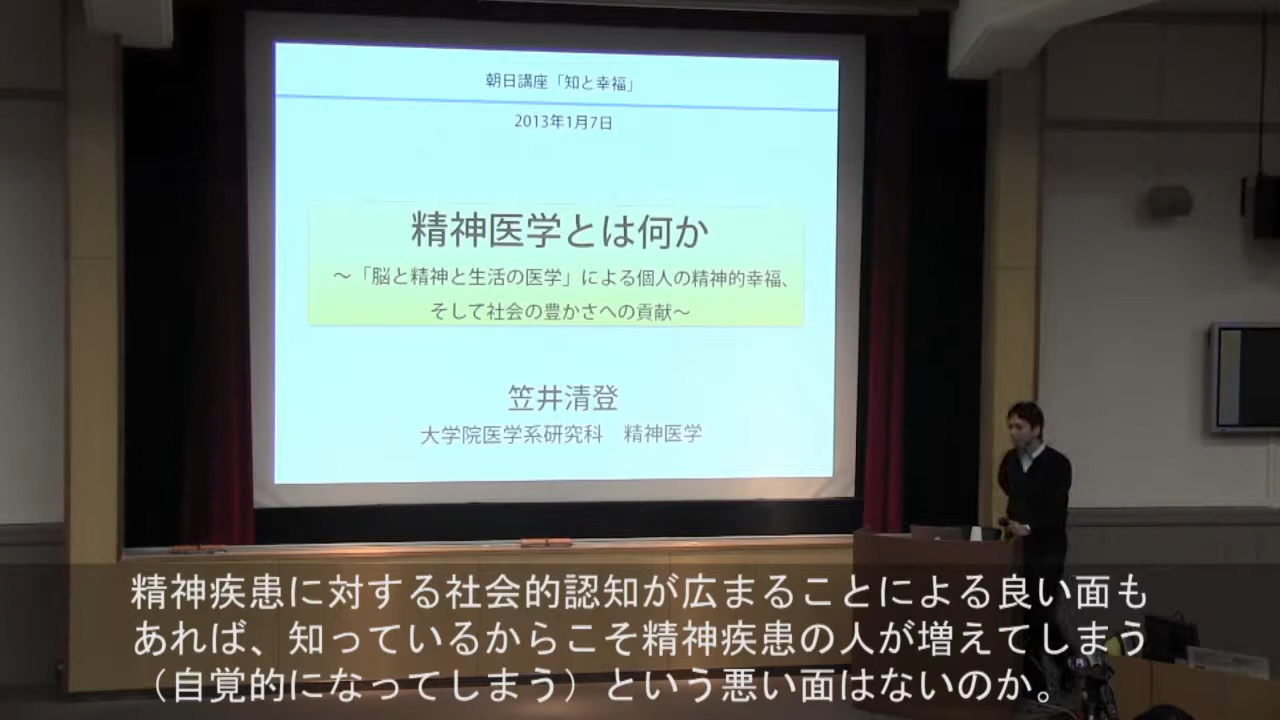 朝日講座「知と幸福」
2013年1月7日
精神医学とは何か
～「脳と精神と生活の医学」による個人の精神的幸福、
そして社会の豊かさへの貢献～
笠井清登
大学院医学系研究科　精神医学
精神疾患に対する社会的認知が広まることによる良い面も
あれば、知っているからこそ精神疾患の人が増えてしまう
（自覚的になってしまう）という悪い面はないのか。